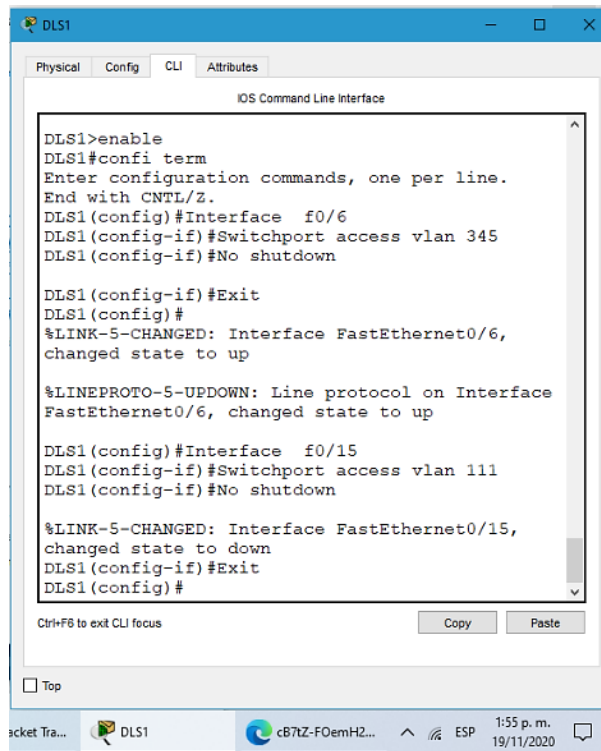 DLS1
Physical Config CLI Attributes
IOS Command Line Interface
DLS1>enable
DLS1#confi term
Enter configuration commands, one per line.
End with CNTL/Z.
DLS1(config)#Interface  f0/6
DLS1(config-if)#Switchport access vlan 345
DLS1(config-if)#No shutdown
DLS1(config-if)#Exit
DLS1(config)#
%LINK-5-CHANGED: Interface FastEthernet0/6,
changed state to up
%LINEPROTO-5-UPDOWN: Line protocol on Interface
FastEthernet0/6, changed state to up
DLS1(config)#Interface  f0/15
DLS1(config-if)#Switchport access vlan 111
DLS1(config-if)#No shutdown
%LINK-5-CHANGED: Interface FastEthernet0/15,
changed state to down
DLS1(config-if)#Exit
DLS1(config)#
Ctrl+F6 to exit CLI focus Copy Paste
Top
acket Tra... DLS1 cB7tZ-FOemH2... ESP 1:55 p. m.
19/11/2020